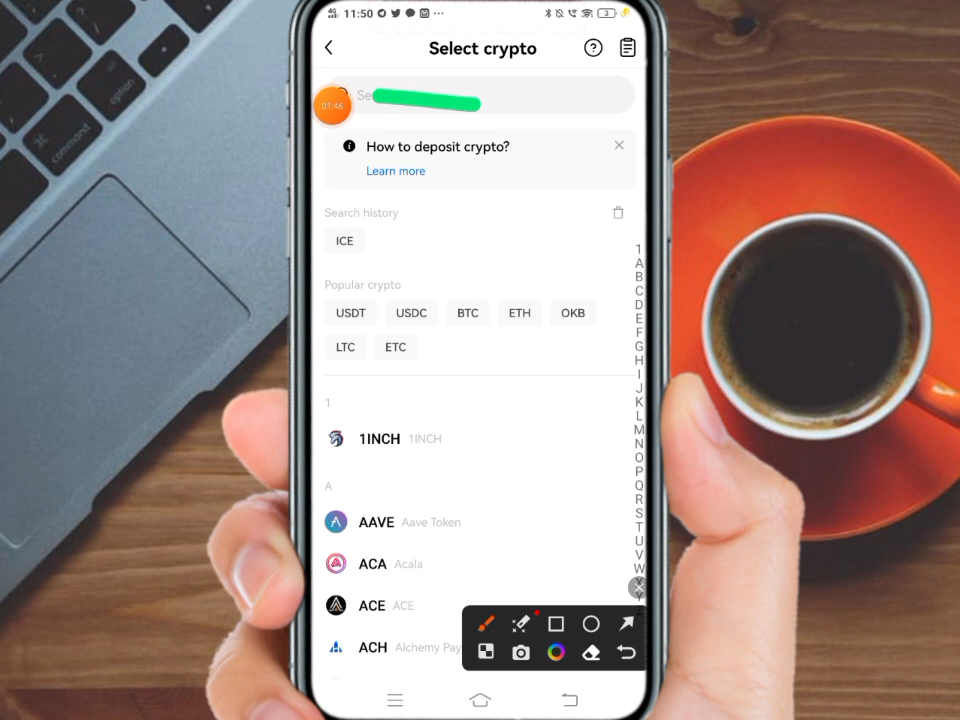 11:50
3
Select crypto
01:46
How to deposit crypto?
Learn more
Search history
ICE
Popular crypto
USDT USDC BTC ETH OKB
LTC ETC
1
1INCH 1INCH
A
AAVE Aave Token
ACA Acala
ACE ACE
ACH Alchemy Pay
1
A
B
C
D
E
F
G
H
I
J
K
L
M
N
O
P
Q
R
S
T
U
V
W
Y
Z
command
option